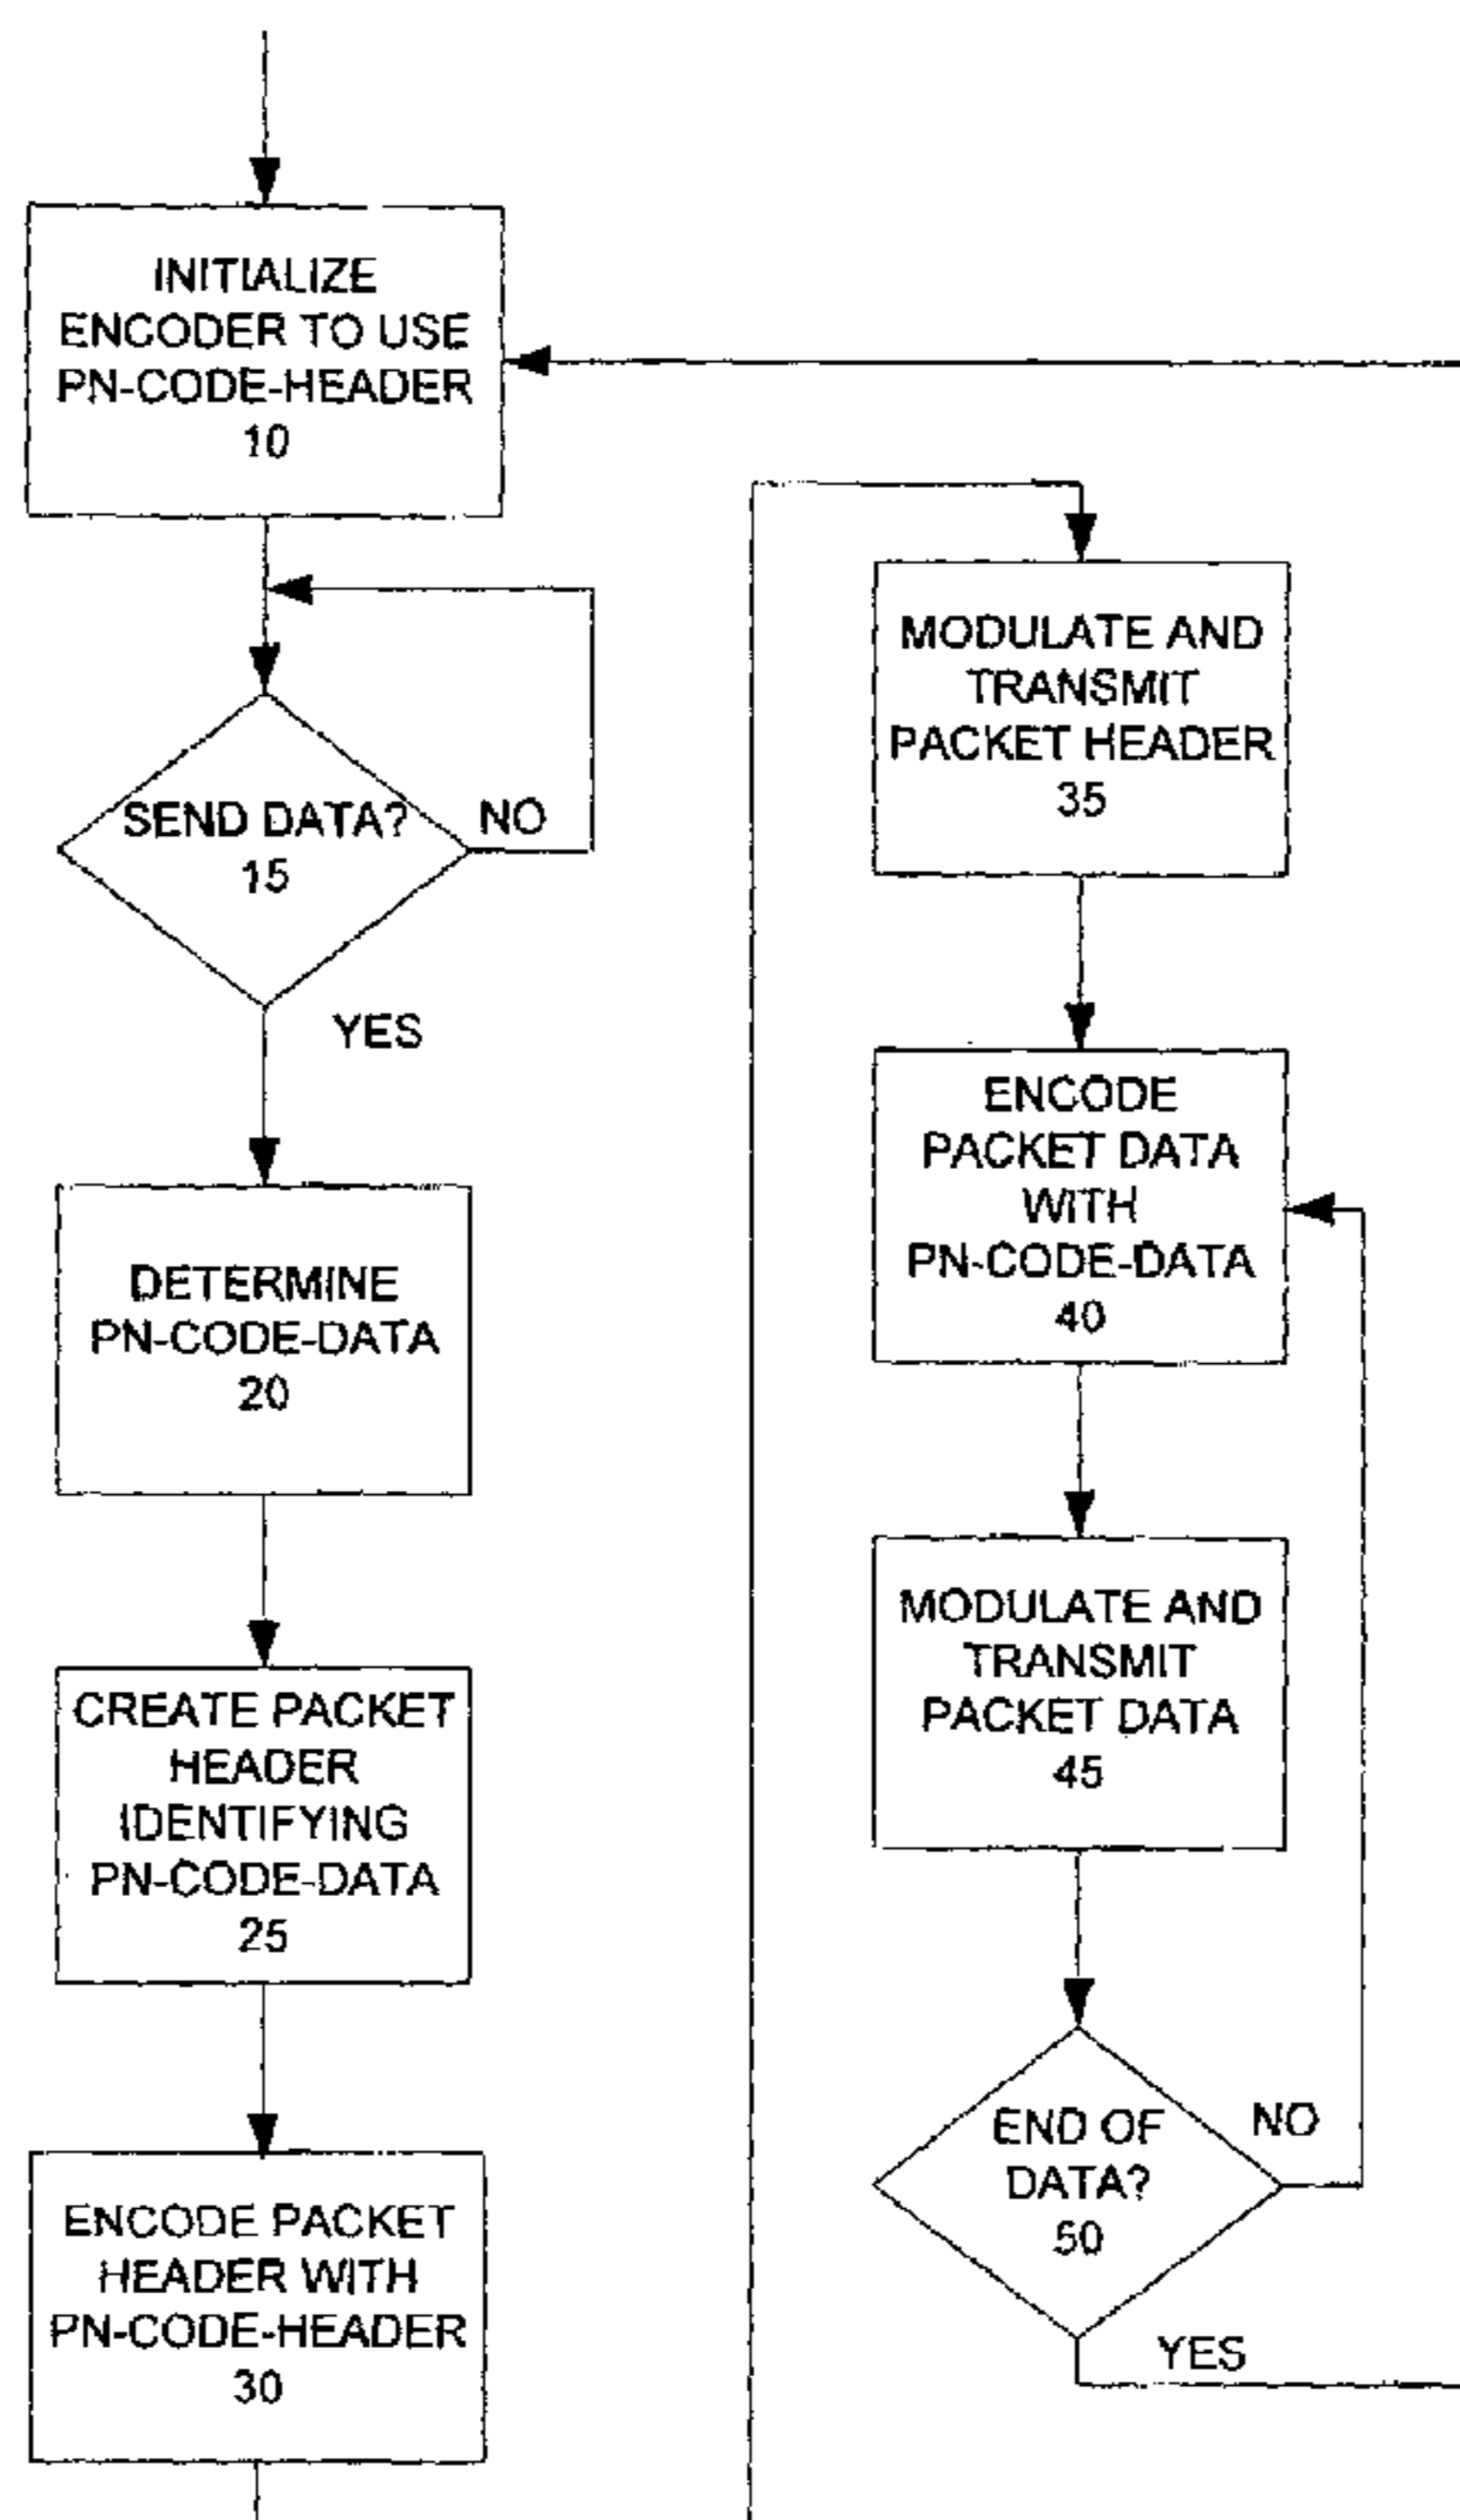 INITIALIZE
ENCODER TO USE
PN-CODE-HEADER
10
SEND DATA?
15
NO
YES
DETERMINE
PN-CODE-DATA
20
CREATE PACKET
HEADER
IDENTIFYING
PN-CODE-DATA
25
ENCODE PACKET
HEADER WITH
PN-CODE-HEADER
30
MODULATE AND
TRANSMIT
PACKET HEADER
35
ENCODE
PACKET DATA
WITH
PN-CODE-DATA
40
MODULATE AND
TRANSMIT
PACKET DATA
45
END OF
DATA?
50
NO
YES